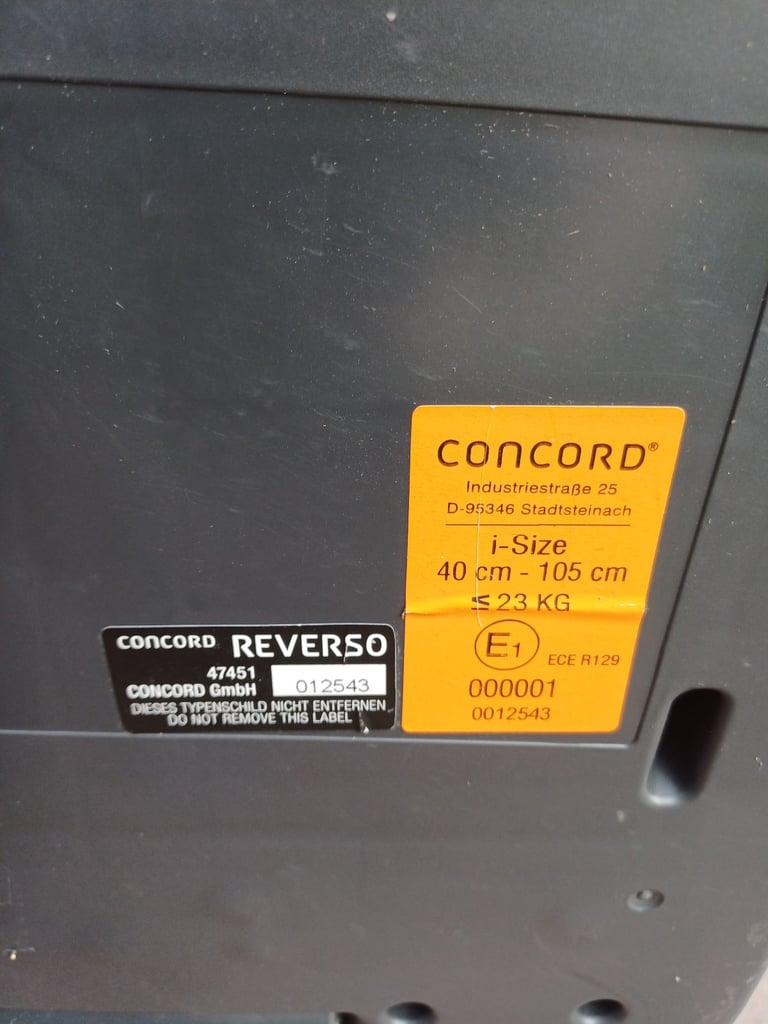 CONCORD®
Industriestraße 25
D-95346 Stadtsteinach
i-Size
40 cm - 105 cm
≤ 23 KG
E1 ECE R129
000001
0012543
CONCORD REVERSO
47451
CONCORD GmbH 012543
DIESES TYPENSCHILD NICHT ENTFERNEN
DO NOT REMOVE THIS LABEL